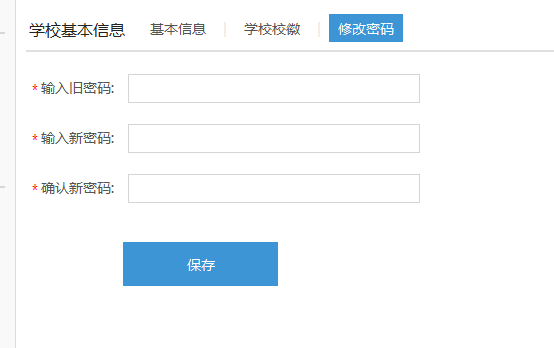 学校基本信息 基本信息 | 学校校徽 | 修改密码
* 输入旧密码:
* 输入新密码:
* 确认新密码:
保存